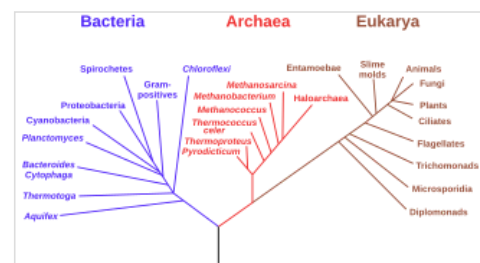 Bacteria
Archaea
Eukarya
Spirochetes
Chloroflexi
Gram-
positives
Proteobacteria
Cyanobacteria
Planctomyces
Bacteroides
Cytophaga
Thermotoga
Aquifex
Methanosarcina
Methanobacterium
Haloarchaea
Methanococcus
Thermococcus
celer
Thermoproteus
Pyrodicticum
Entamoebae
Slime
molds
Animals
Fungi
Plants
Ciliates
Flagellates
Trichomonads
Microsporidia
Diplomonads